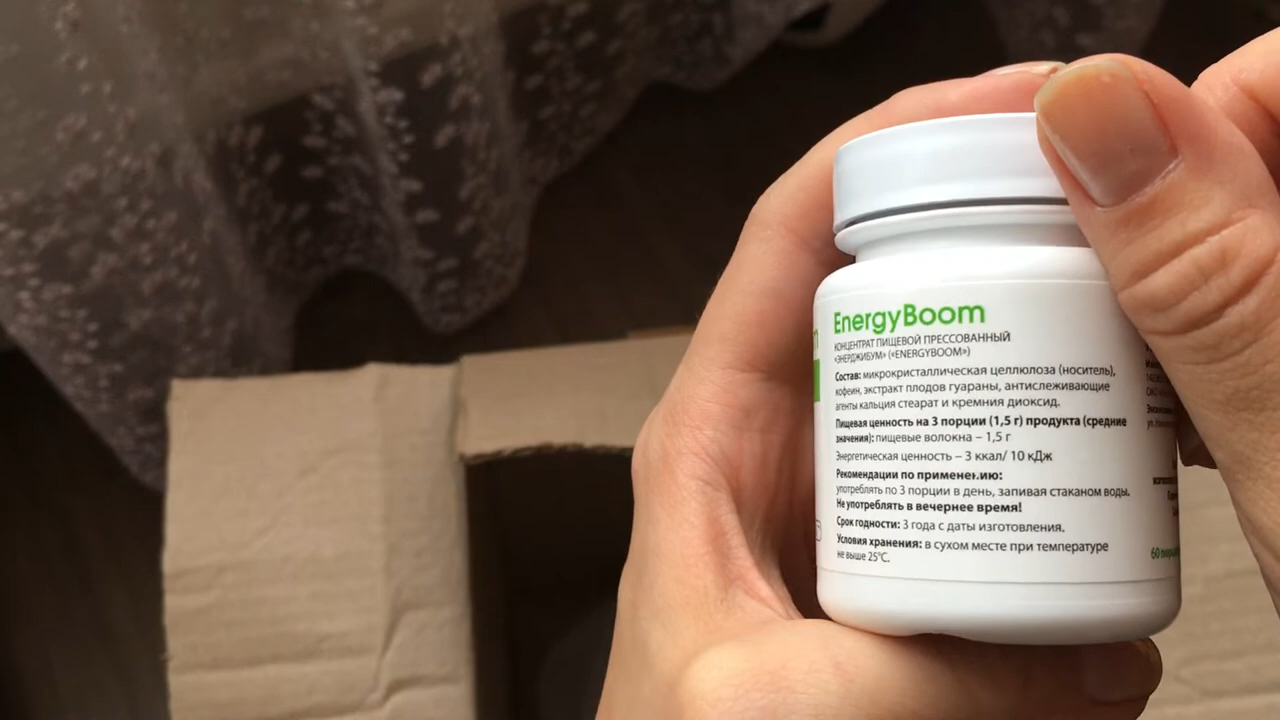 EnergyBoom
КОНЦЕНТРАТ ПИЩЕВОЙ ПРЕССОВАННЫЙ
«ЭНЕРДЖИБУМ» («ENERGYBOOM»)
Состав: микрокристаллическая целлюлоза (носитель),
кофеин, экстракт плодов гуараны, антислеживающие
агенты кальция стеарат и кремния диоксид.
Пищевая ценность на 3 порции (1,5 г) продукта (средние
значения): пищевые волокна – 1,5 г
Энергетическая ценность – 3 ккал/ 10 кДж
Рекомендации по применению:
употреблять по 3 порции в день, запивая стаканом воды.
Не употреблять в вечернее время!
Срок годности: 3 года с даты изготовления.
Условия хранения: в сухом месте при температуре
не выше 25°С.
60